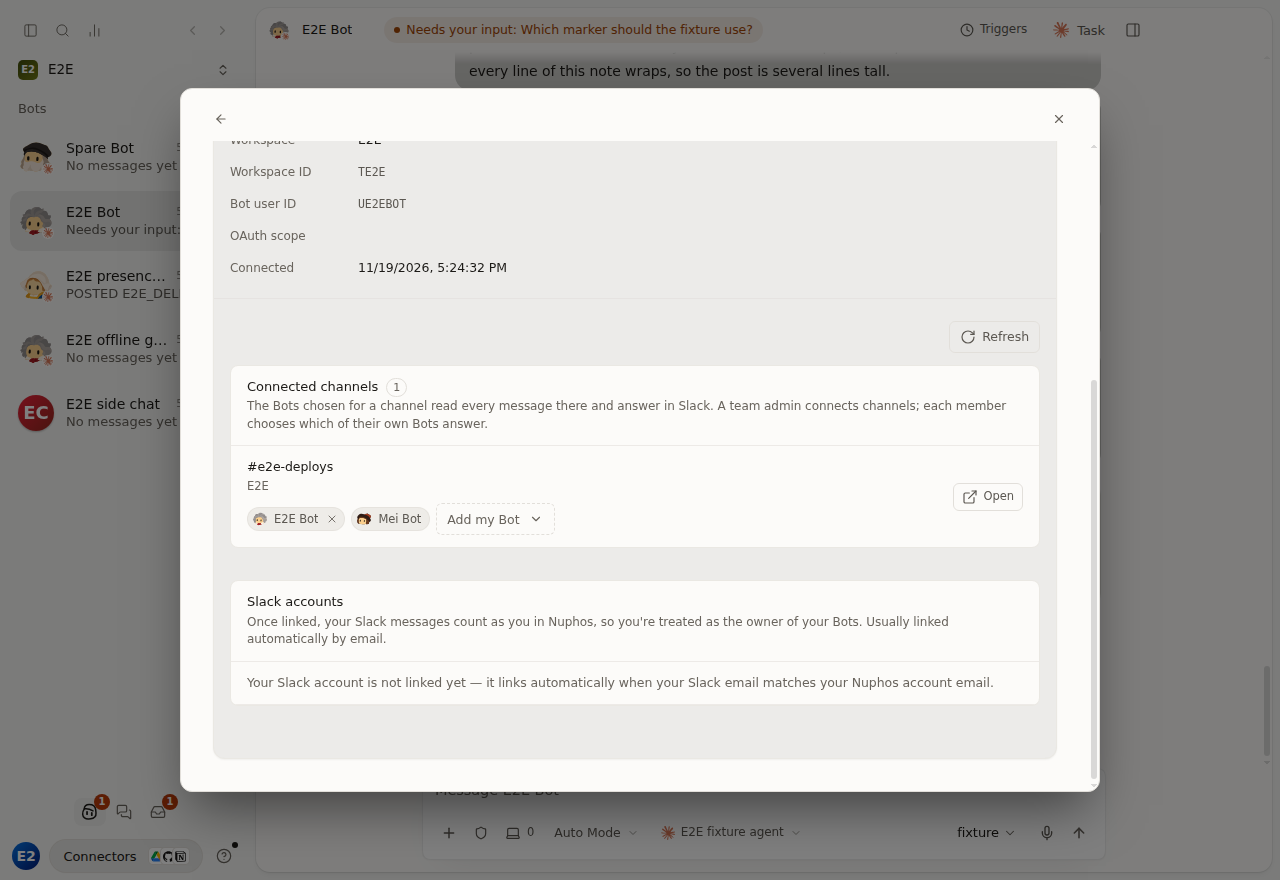 E2E Bot
Needs your input: Which marker should the fixture use?
Triggers
Task
E2 E2E
every line of this note wraps, so the post is several lines tall.
Bots
Spare Bot
No messages yet
E2E Bot
Needs your input:
E2E presenc…
POSTED E2E_DEL
E2E offline g…
No messages yet
EC
E2E side chat
No messages yet
Workspace E2E
Workspace ID TE2E
Bot user ID UE2EBOT
OAuth scope
Connected 11/19/2026, 5:24:32 PM
Refresh
Connected channels 1
The Bots chosen for a channel read every message there and answer in Slack. A team admin connects channels; each member
chooses which of their own Bots answer.
#e2e-deploys
E2E
Open
E2E Bot Mei Bot Add my Bot
Slack accounts
Once linked, your Slack messages count as you in Nuphos, so you're treated as the owner of your Bots. Usually linked
automatically by email.
Your Slack account is not linked yet — it links automatically when your Slack email matches your Nuphos account email.
Message E2E Bot
1 1
0 Auto Mode E2E fixture agent fixture
E2 Connectors